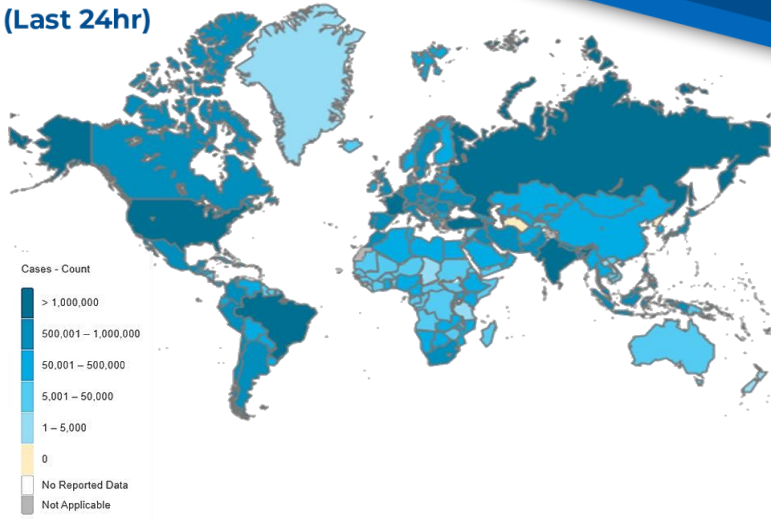 (Last 24hr)
Cases - Count
> 1,000,000
500,001 – 1,000,000
50,001 – 500,000
5,001 – 50,000
1 – 5,000
0
No Reported Data
Not Applicable